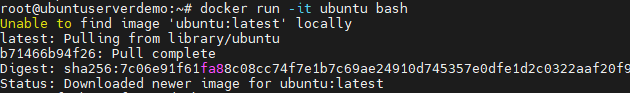 root@ubuntuserverdemo:~# docker run -it ubuntu bash
Unable to find image 'ubuntu:latest' locally
latest: Pulling from library/ubuntu
b71466b94f26: Pull complete
Digest: sha256:7c06e91f61fa88c08cc74f7e1b7c69ae24910d745357e0dfe1d2c0322aaf20f9
Status: Downloaded newer image for ubuntu:latest